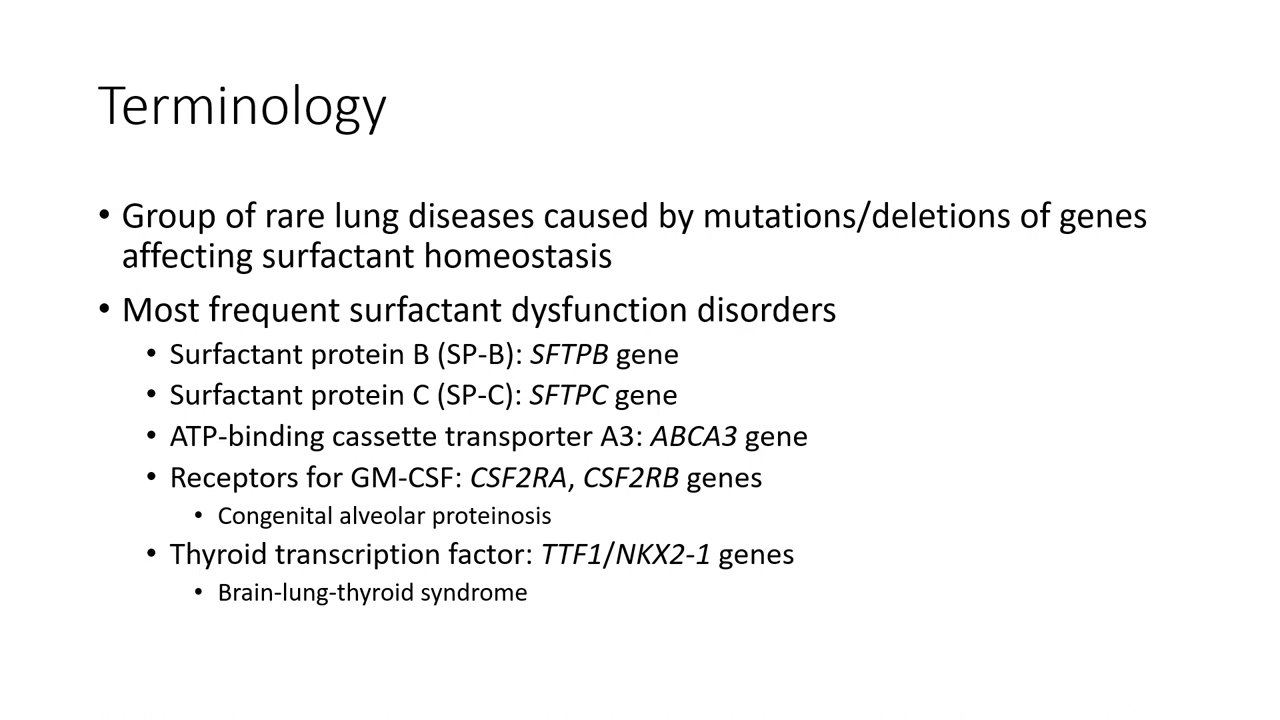 Terminology
• Group of rare lung diseases caused by mutations/deletions of genes
affecting surfactant homeostasis
• Most frequent surfactant dysfunction disorders
• Surfactant protein B (SP-B): SFTPB gene
• Surfactant protein C (SP-C): SFTPC gene
• ATP-binding cassette transporter A3: ABCA3 gene
• Receptors for GM-CSF: CSF2RA, CSF2RB genes
• Congenital alveolar proteinosis
• Thyroid transcription factor: TTF1/NKX2-1 genes
• Brain-lung-thyroid syndrome